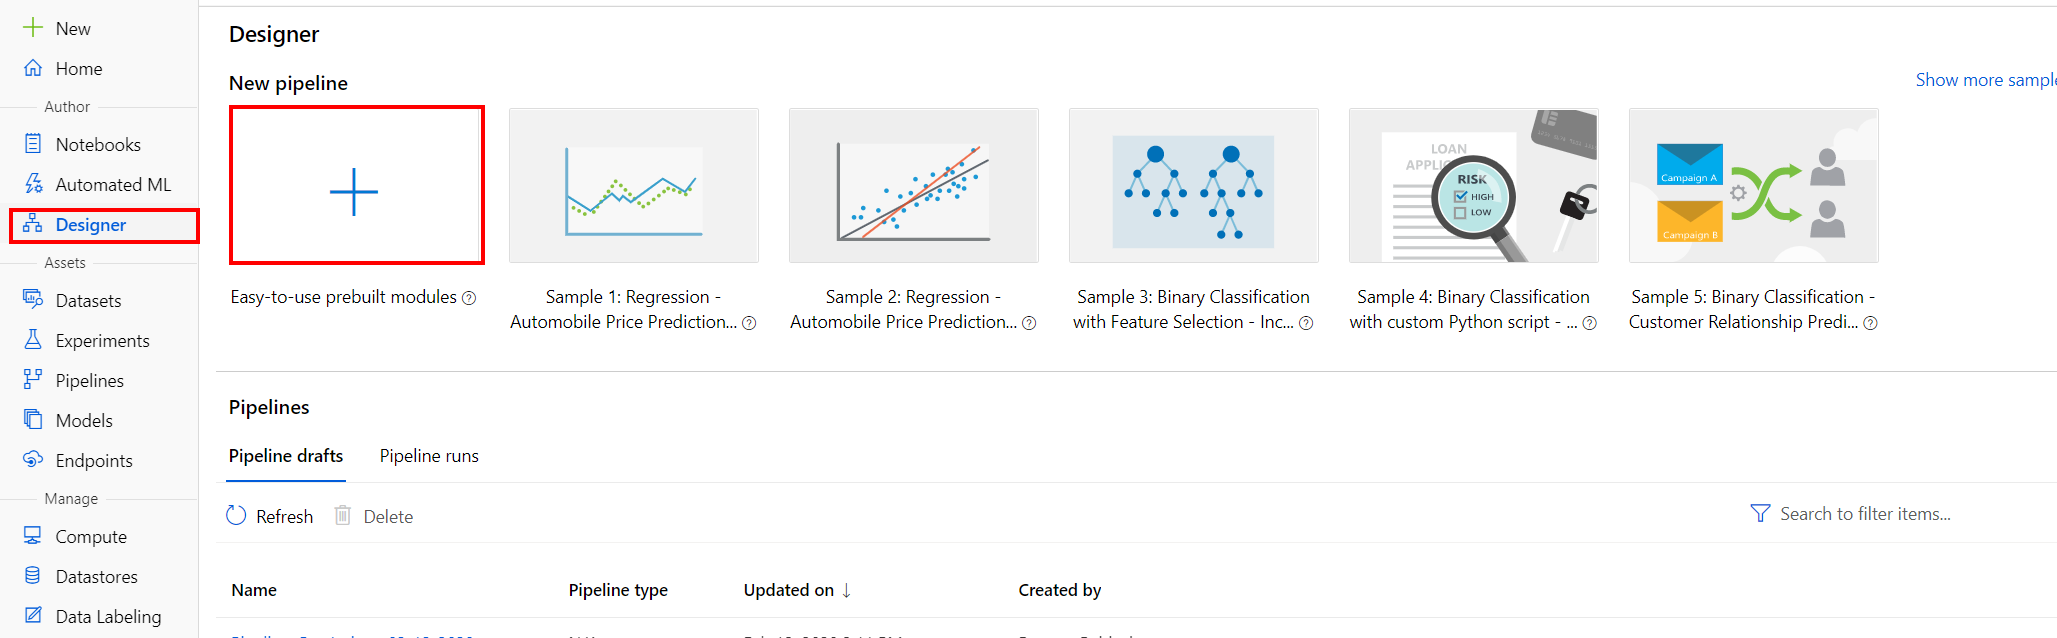 New
Home
Author
Notebooks
Automated ML
Designer
Assets
Datasets
Experiments
Pipelines
Models
Endpoints
Manage
Compute
Datastores
Data Labeling
Designer
New pipeline
Show more
LOAN
RISK
HIGH
LOW
Campaign A
Campaign B
Easy-to-use prebuilt modules
Sample 1: Regression -
Automobile Price Prediction...
Sample 2: Regression -
Automobile Price Prediction...
Sample 3: Binary Classification
with Feature Selection - Inc...
Sample 4: Binary Classification
with custom Python script - ...
Sample 5: Binary Classification -
Customer Relationship Predi...
Pipelines
Pipeline drafts Pipeline runs
Refresh Delete
Search to filter items...
Name Pipeline type Updated on Created by